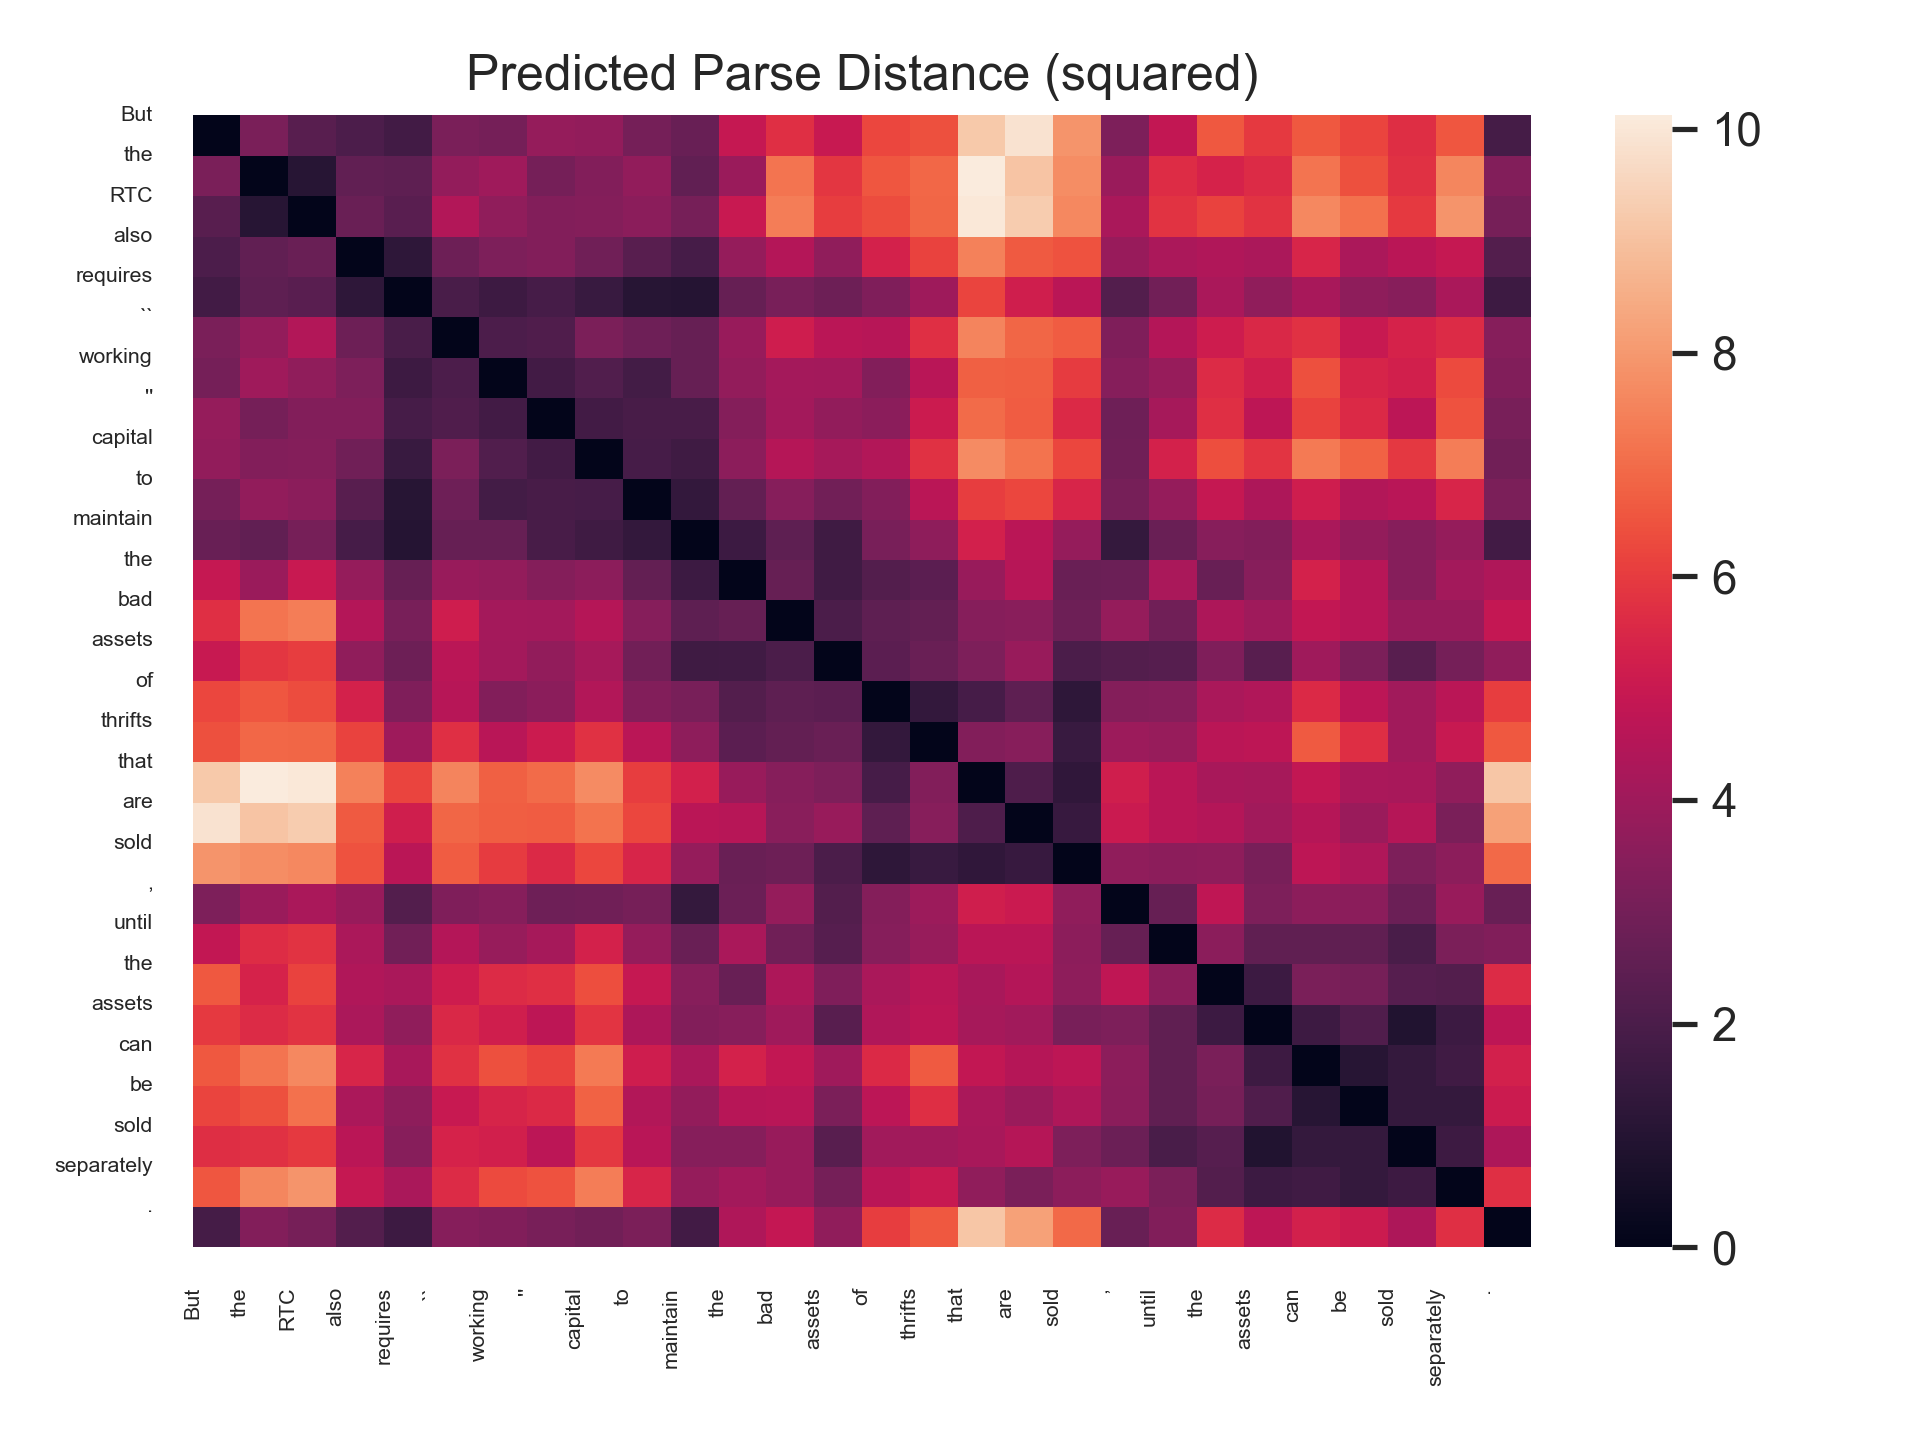 Predicted Parse Distance (squared)
But
the
RTC
also
requires
``
working
"
capital
to
maintain
the
bad
assets
of
thrifts
that
are
sold
,
until
the
assets
can
be
sold
separately
.
10
8
6
4
2
0
But the RTC also requires `` working " capital to maintain the bad assets of thrifts that are sold , until the assets can be sold separately .